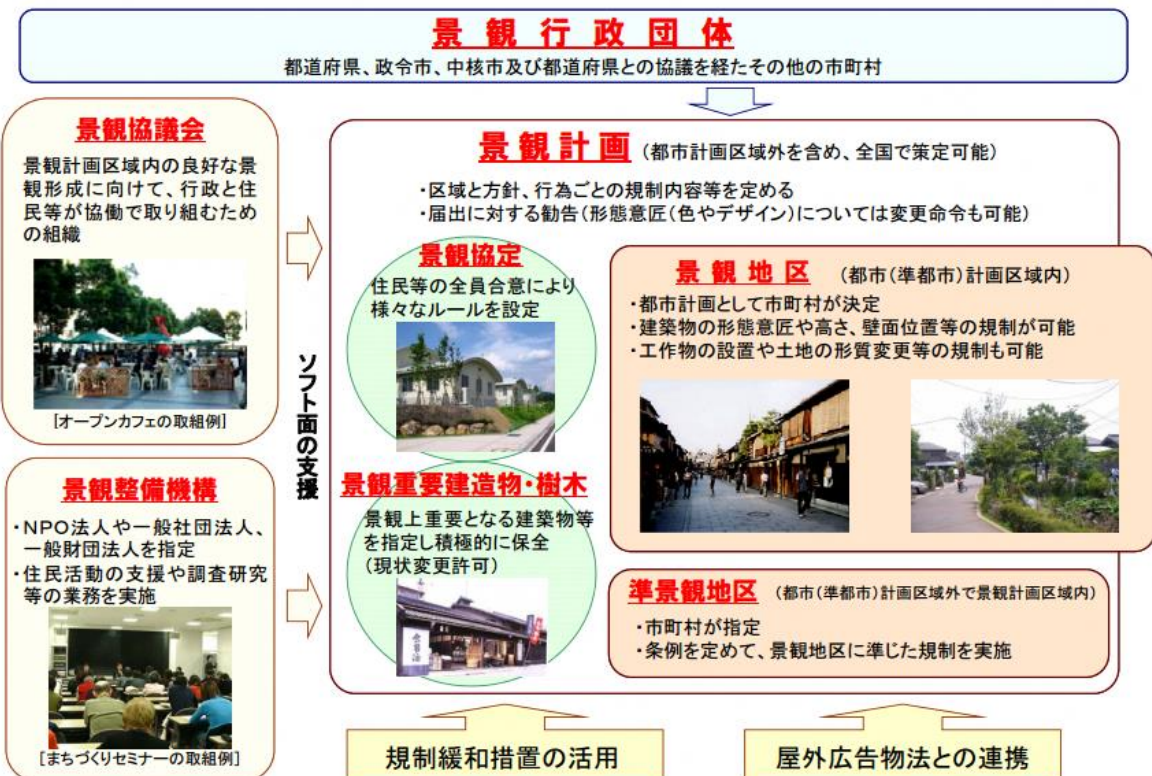 景観行政団体
都道府県、政令市、中核市及び都道府県との協議を経たその他の市町村
景観協議会
景観計画区域内の良好な景
観形成に向けて、行政と住
民等が協働で取り組むため
の組織
[オープンカフェの取組例]
景観整備機構
・NPO法人や一般社団法人、
一般財団法人を指定
・住民活動の支援や調査研究
等の業務を実施
[まちづくりセミナーの取組例]
ソフト面の支援
景観計画 (都市計画区域外を含め、全国で策定可能)
・区域と方針、行為ごとの規制内容等を定める
・届出に対する勧告(形態意匠(色やデザイン)については変更命令も可能)
景観協定
住民等の全員合意により
様々なルールを設定
景観重要建造物・樹木
景観上重要となる建築物等
を指定し積極的に保全
(現状変更許可)
景観地区 (都市(準都市)計画区域内)
・都市計画として市町村が決定
・建築物の形態意匠や高さ、壁面位置等の規制が可能
・工作物の設置や土地の形質変更等の規制も可能
準景観地区 (都市(準都市)計画区域外で景観計画区域内)
・市町村が指定
・条例を定めて、景観地区に準じた規制を実施
規制緩和措置の活用
屋外広告物法との連携